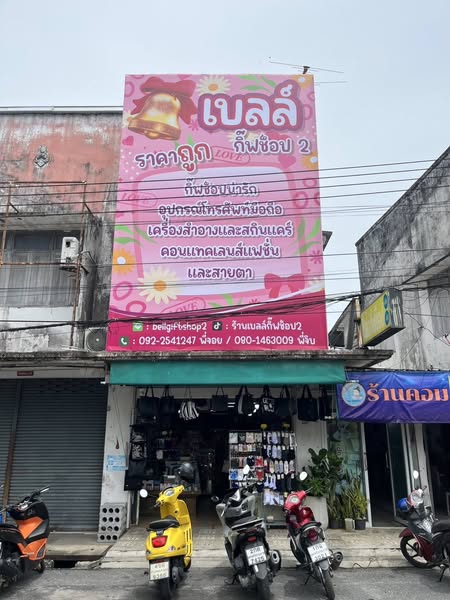 เบลล์
กิ๊ฟช้อป 2
ราคาถูก
LOVE
กิ๊ฟช้อปน่ารัก
อุปกรณ์โทรศัพท์มือถือ
เครื่องสำอางและสกินแคร์
คอนแทคเลนส์แฟชั่น
และสายตา
: bellgiftshop2 : ร้านเบลล์กิ๊ฟช้อป2
: 092-2541247 พี่จอย / 090-1463009 พี่จิ๊บ
ร้านคอม